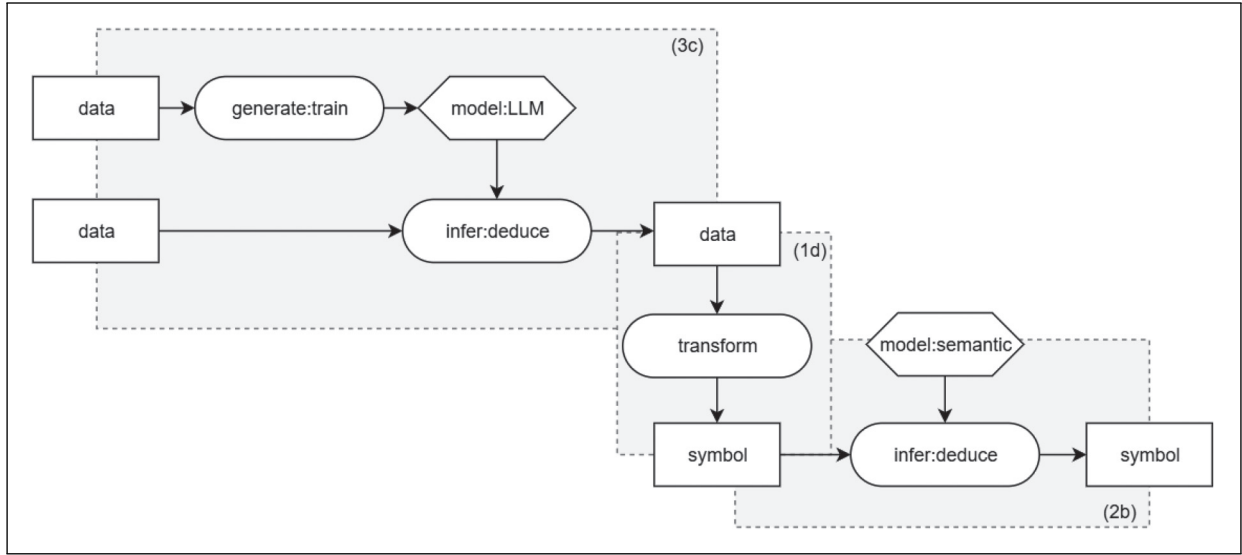 (3c)
data
generate:train
model:LLM
data
infer:deduce
data
(1d)
transform
model:semantic
symbol
infer:deduce
symbol
(2b)